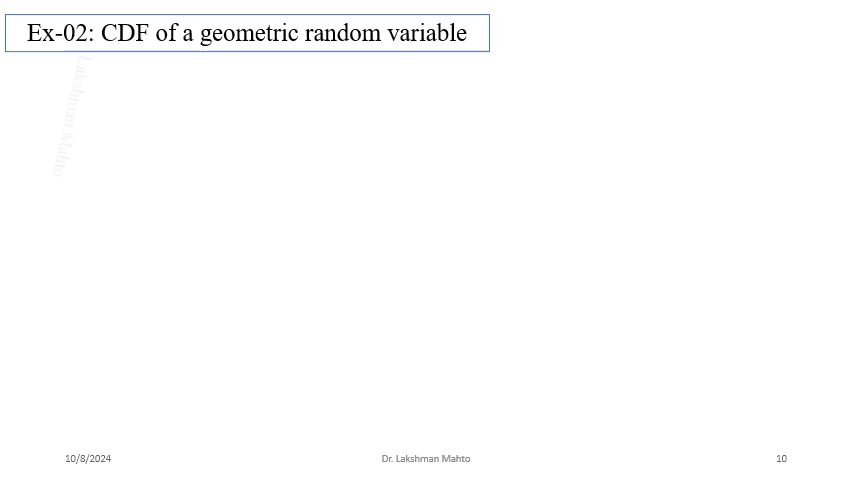 Ex-02: CDF of a geometric random variable
Lakshman Mahto
10/8/2024
Dr. Lakshman Mahto
10